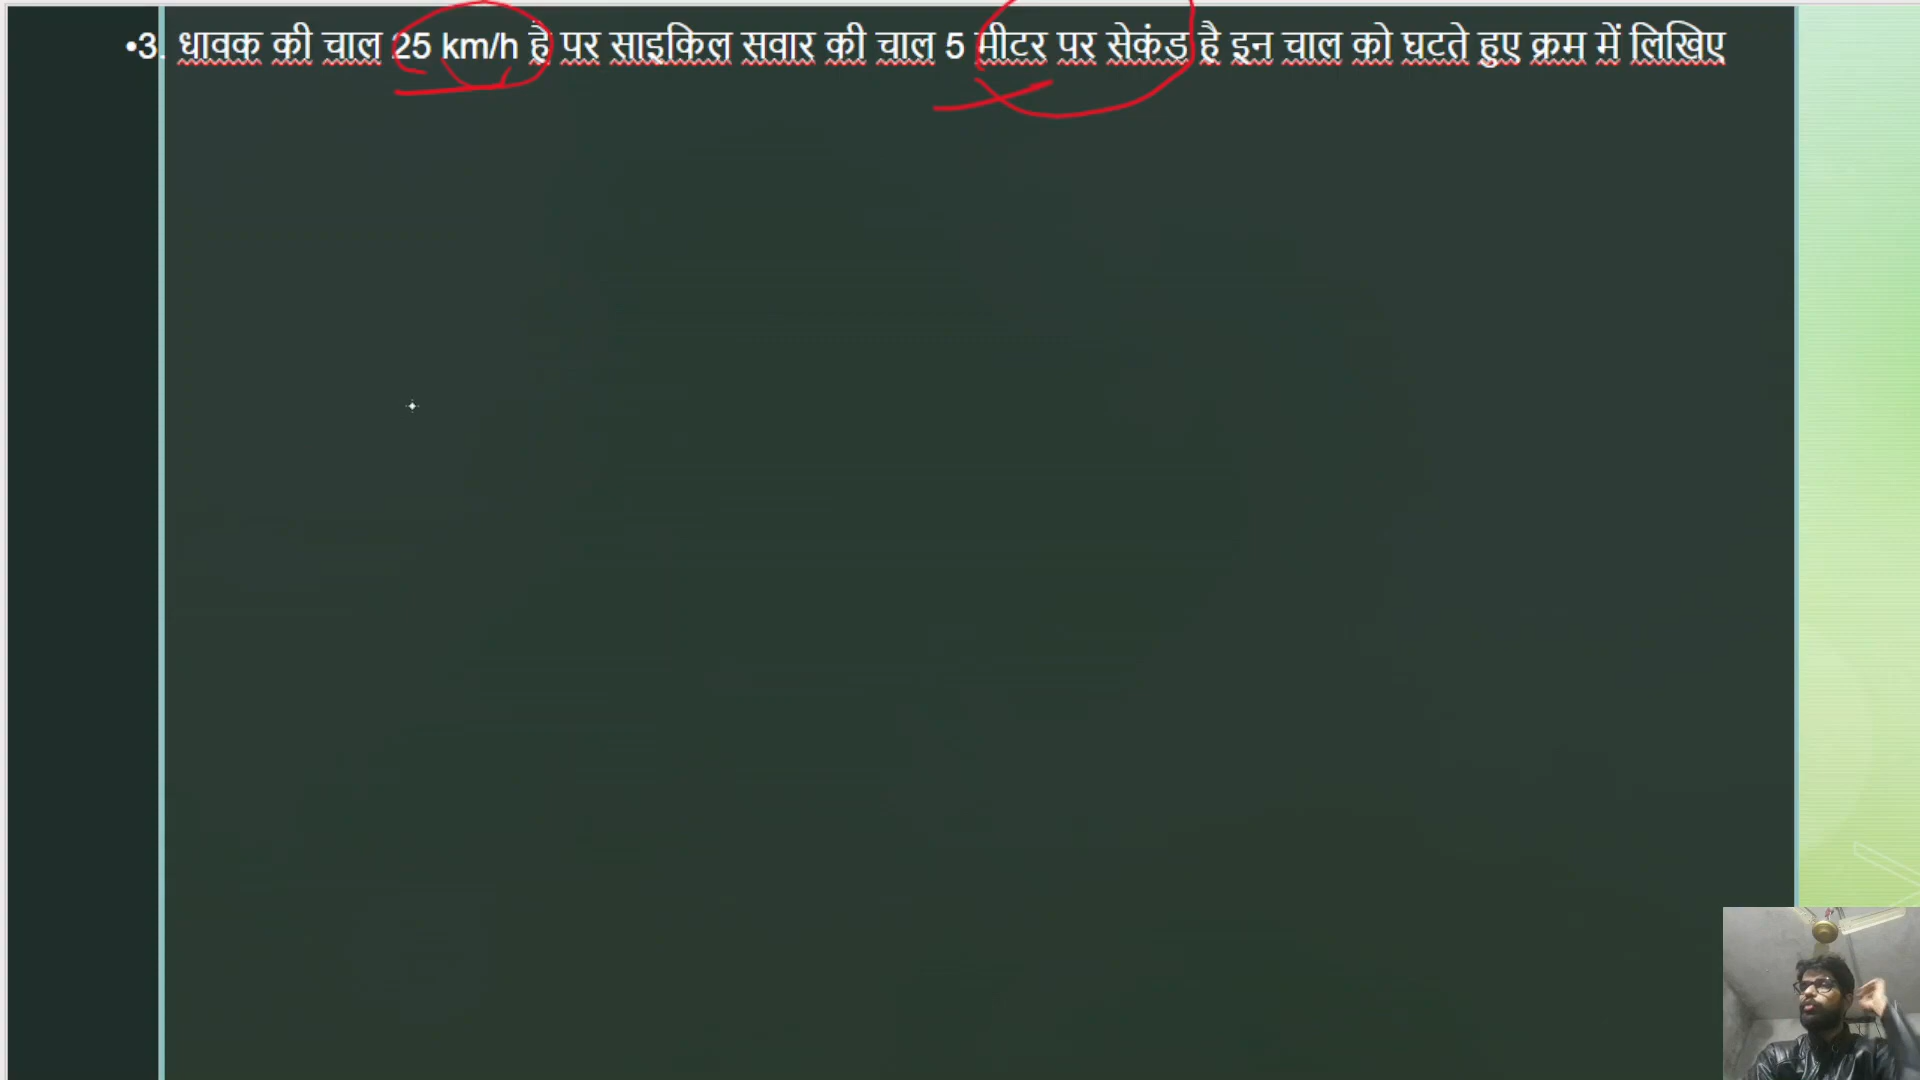 •3. धावक की चाल 25 km/h है पर साइकिल सवार की चाल 5 मीटर पर सेकंड है इन चाल को घटते हुए क्रम में लिखिए